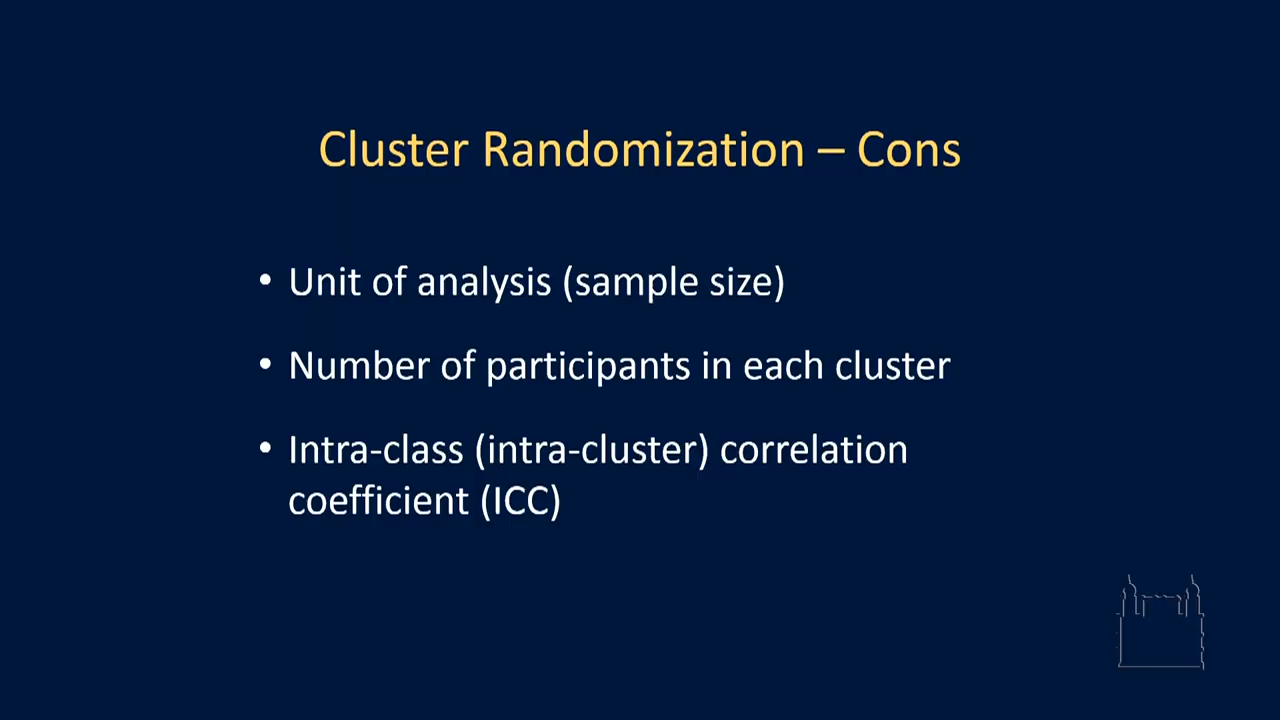 Cluster Randomization – Cons
• Unit of analysis (sample size)
• Number of participants in each cluster
• Intra-class (intra-cluster) correlation
coefficient (ICC)